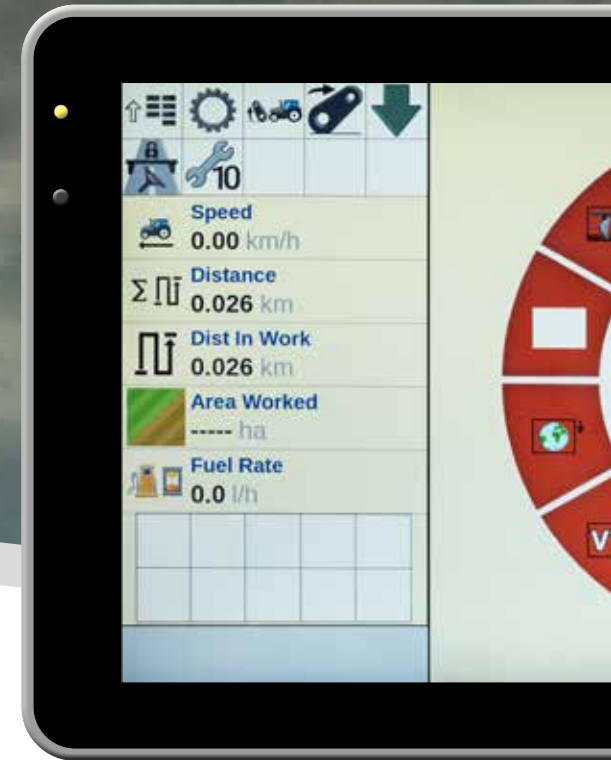 10
Speed
0.00 km/h
Σ
Distance
0.026 km
Dist In Work
0.026 km
Area Worked
----- ha
Fuel Rate
0.0 l/h
V